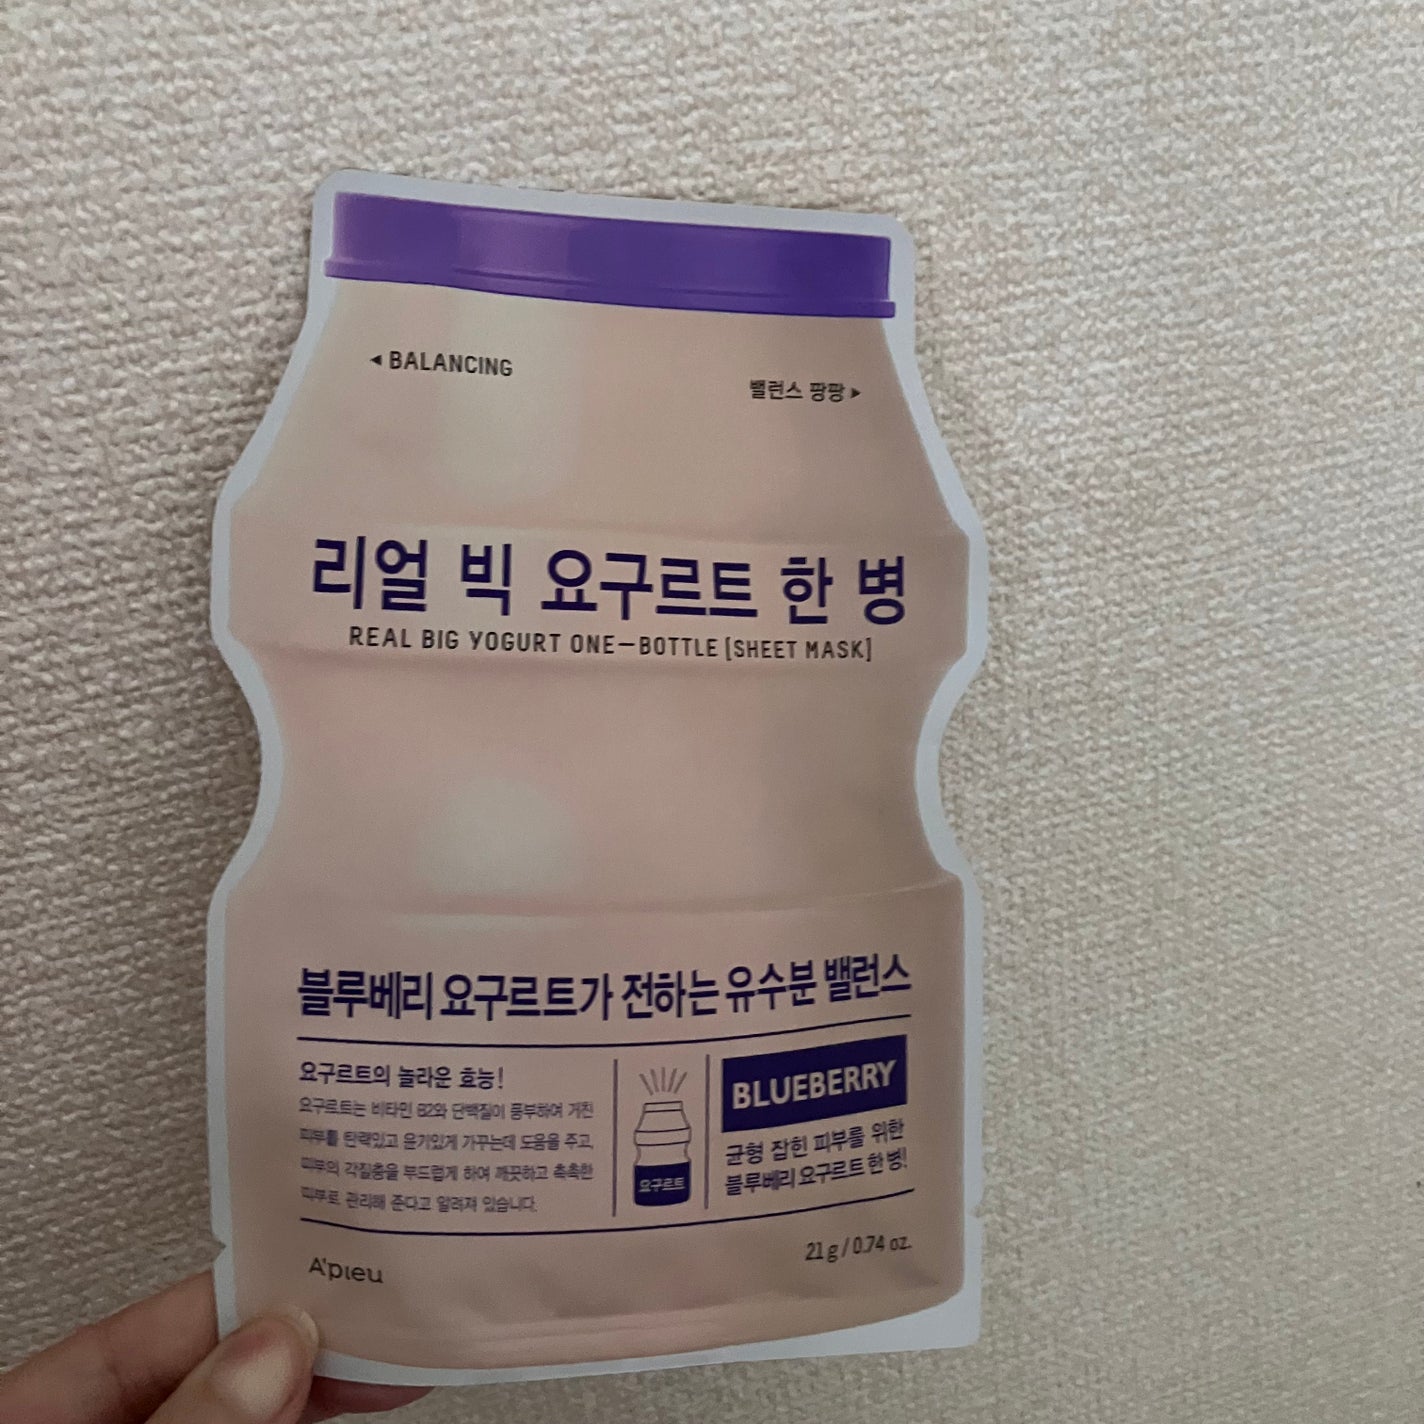 ◂ BALANCING
밸런스 팡팡 ▸
리얼 빅 요구르트 한 병
REAL BIG YOGURT ONE–BOTTLE [SHEET MASK]
블루베리 요구르트가 전하는 유수분 밸런스
요구르트의 놀라운 효능!
요구르트는 비타민 B2와 단백질이 풍부하여 거친
피부를 탄력있고 윤기있게 가꾸는데 도움을 주고,
피부의 각질층을 부드럽게 하여 깨끗하고 촉촉한
피부로 관리해 준다고 알려져 있습니다.
요구르트
BLUEBERRY
균형 잡힌 피부를 위한
블루베리 요구르트 한 병!
A'pieu
21 g / 0.74 oz.